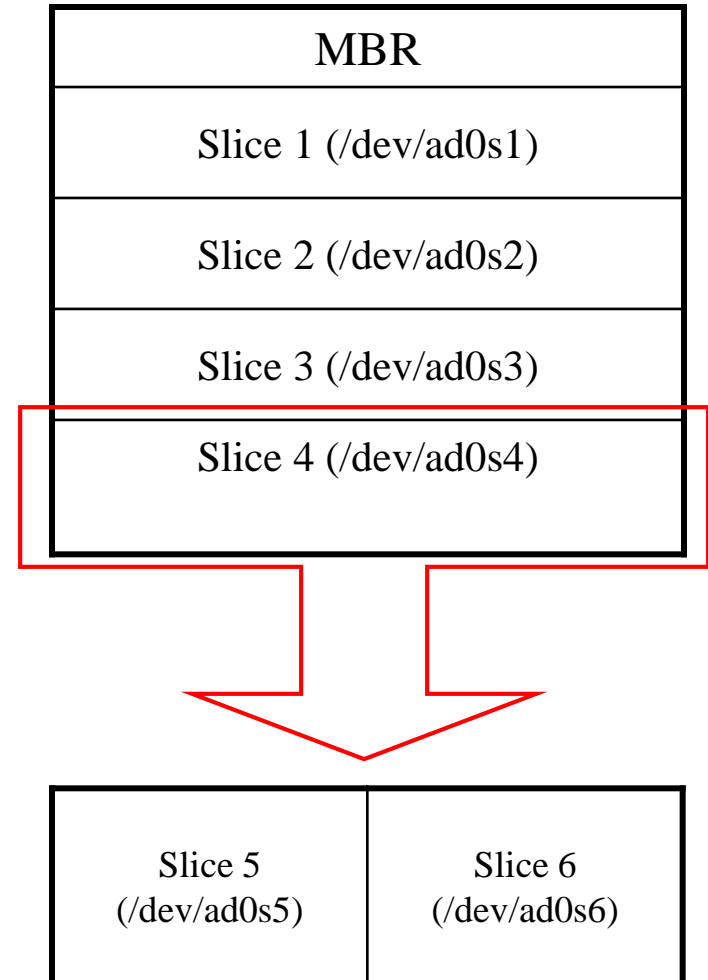 MBR
Slice 1 (/dev/ad0s1)
Slice 2 (/dev/ad0s2)
Slice 3 (/dev/ad0s3)
Slice 4 (/dev/ad0s4)
Slice 5
(/dev/ad0s5)
Slice 6
(/dev/ad0s6)